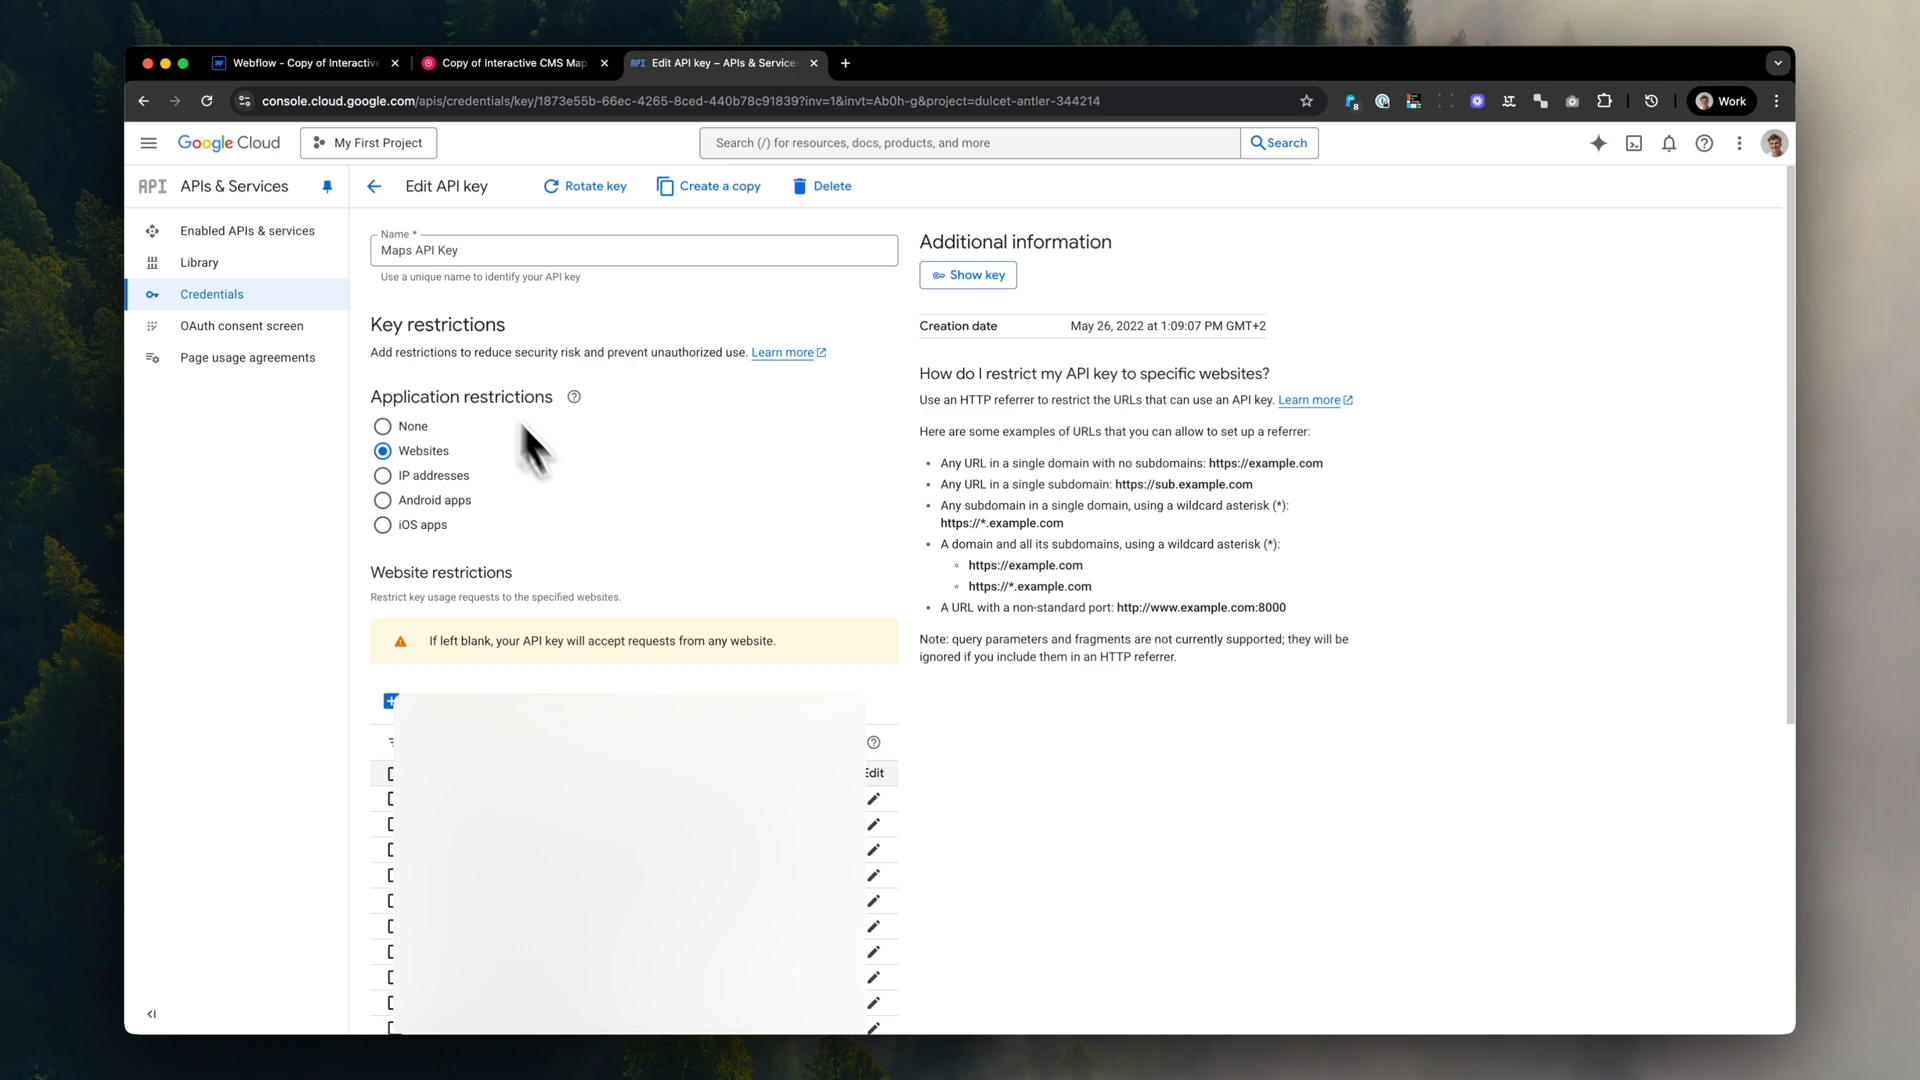 Webflow - Copy of Interactive
Copy of Interactive CMS Map
API Edit API key – APIs & Service
console.cloud.google.com/apis/credentials/key/1873e55b-66ec-4265-8ced-440b78c91839?inv=1&invt=Ab0h-g&project=dulcet-antler-344214
8
Work
Google Cloud
My First Project
Search (/) for resources, docs, products, and more
Search
API APIs & Services
Edit API key
Rotate key
Create a copy
Delete
Enabled APIs & services
Library
Credentials
OAuth consent screen
Page usage agreements
Name *
Maps API Key
Use a unique name to identify your API key
Key restrictions
Add restrictions to reduce security risk and prevent unauthorized use. Learn more
Application restrictions
None
Websites
IP addresses
Android apps
iOS apps
Website restrictions
Restrict key usage requests to the specified websites.
If left blank, your API key will accept requests from any website.
Edit
Additional information
Show key
Creation date May 26, 2022 at 1:09:07 PM GMT+2
How do I restrict my API key to specific websites?
Use an HTTP referrer to restrict the URLs that can use an API key. Learn more
Here are some examples of URLs that you can allow to set up a referrer:
• Any URL in a single domain with no subdomains: https://example.com
• Any URL in a single subdomain: https://sub.example.com
• Any subdomain in a single domain, using a wildcard asterisk (*):
https://*.example.com
• A domain and all its subdomains, using a wildcard asterisk (*):
◦ https://example.com
◦ https://*.example.com
• A URL with a non-standard port: http://www.example.com:8000
Note: query parameters and fragments are not currently supported; they will be
ignored if you include them in an HTTP referrer.